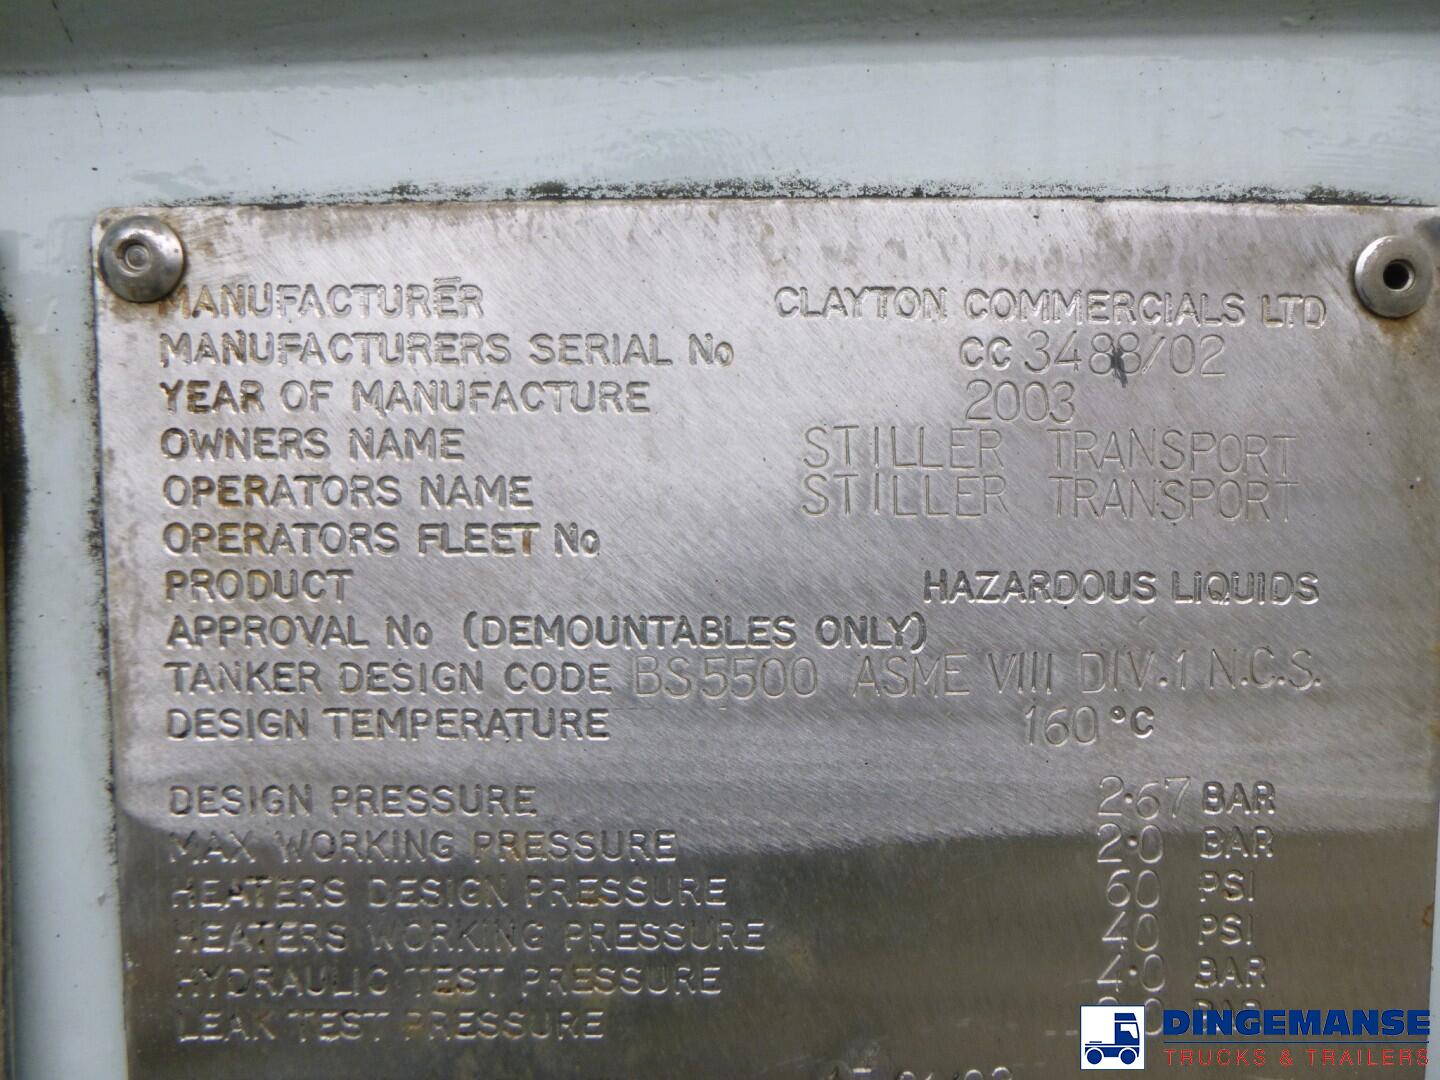 MANUFACTURER CLAYTON COMMERCIALS LTD
MANUFACTURERS SERIAL No CC 3488/02
YEAR OF MANUFACTURE 2003
OWNERS NAME STILLER TRANSPORT
OPERATORS NAME STILLER TRANSPORT
OPERATORS FLEET No
PRODUCT HAZARDOUS LIQUIDS
APPROVAL No (DEMOUNTABLES ONLY)
TANKER DESIGN CODE BS5500 ASME VIII DIV.1 N.C.S.
DESIGN TEMPERATURE 160°C
DESIGN PRESSURE 2.67 BAR
MAX WORKING PRESSURE 2.0 BAR
HEATERS DESIGN PRESSURE 60 PSI
HEATERS WORKING PRESSURE 40 PSI
HYDRAULIC TEST PRESSURE 4.0 BAR
LEAK TEST PRESSURE BAR
DINGEMANSE
TRUCKS & TRAILERS